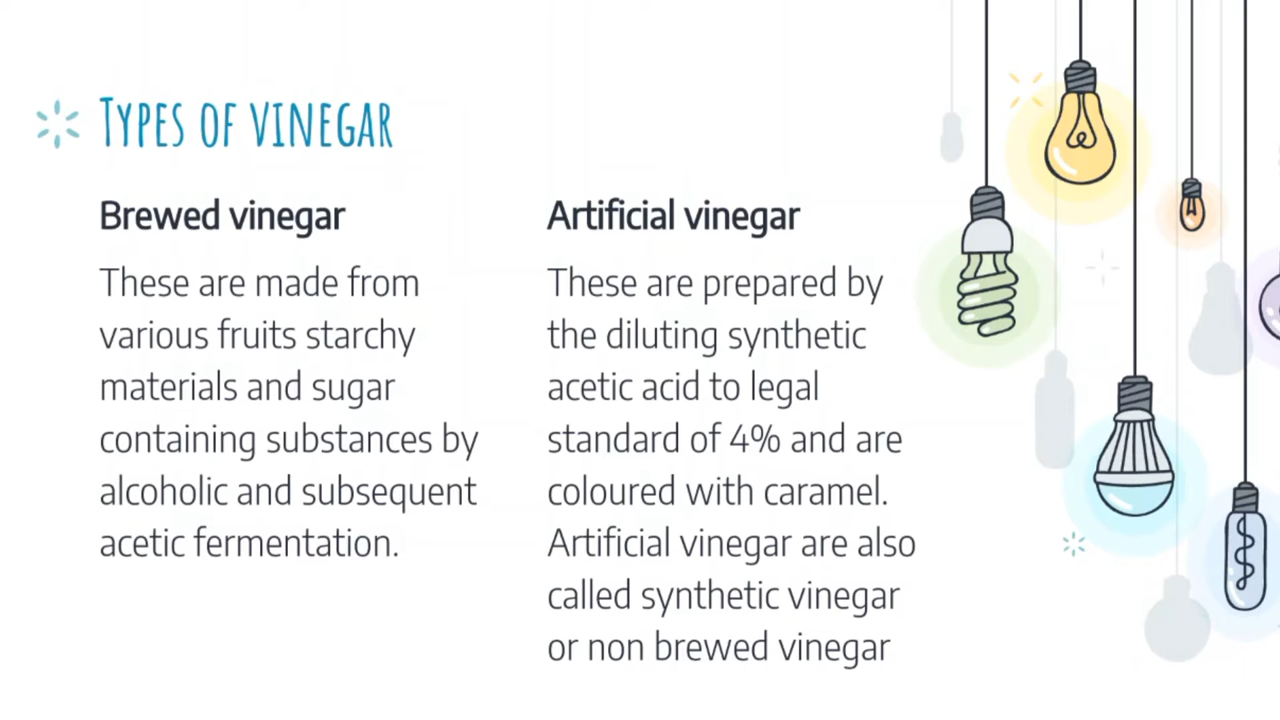 TYPES OF VINEGAR
Brewed vinegar
These are made from
various fruits starchy
materials and sugar
containing substances by
alcoholic and subsequent
acetic fermentation.
Artificial vinegar
These are prepared by
the diluting synthetic
acetic acid to legal
standard of 4% and are
coloured with caramel.
Artificial vinegar are also
called synthetic vinegar
or non brewed vinegar